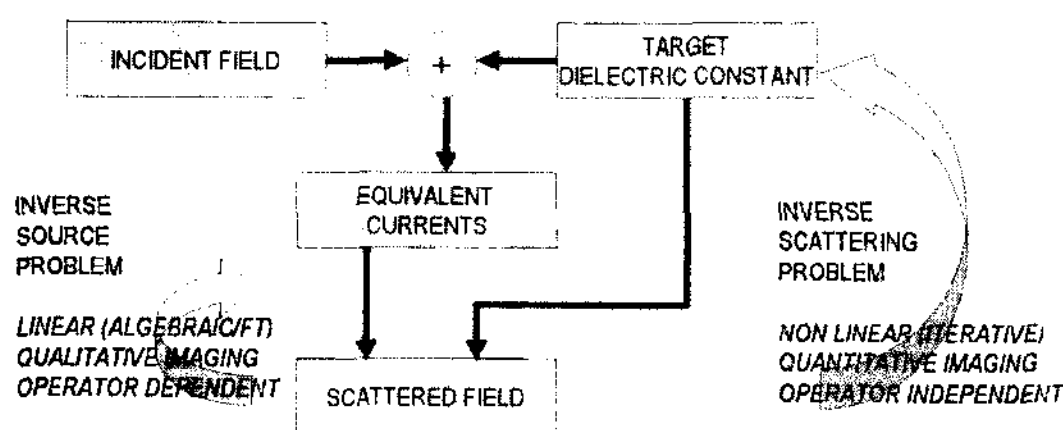 INCIDENT FIELD
+
TARGET
DIELECTRIC CONSTANT
EQUIVALENT
CURRENTS
INVERSE
SOURCE
PROBLEM
LINEAR (ALGEBRAIC/FT)
QUALITATIVE IMAGING
OPERATOR DEPENDENT
INVERSE
SCATTERING
PROBLEM
NON LINEAR (ITERATIVE)
QUANTITATIVE IMAGING
OPERATOR INDEPENDENT
SCATTERED FIELD